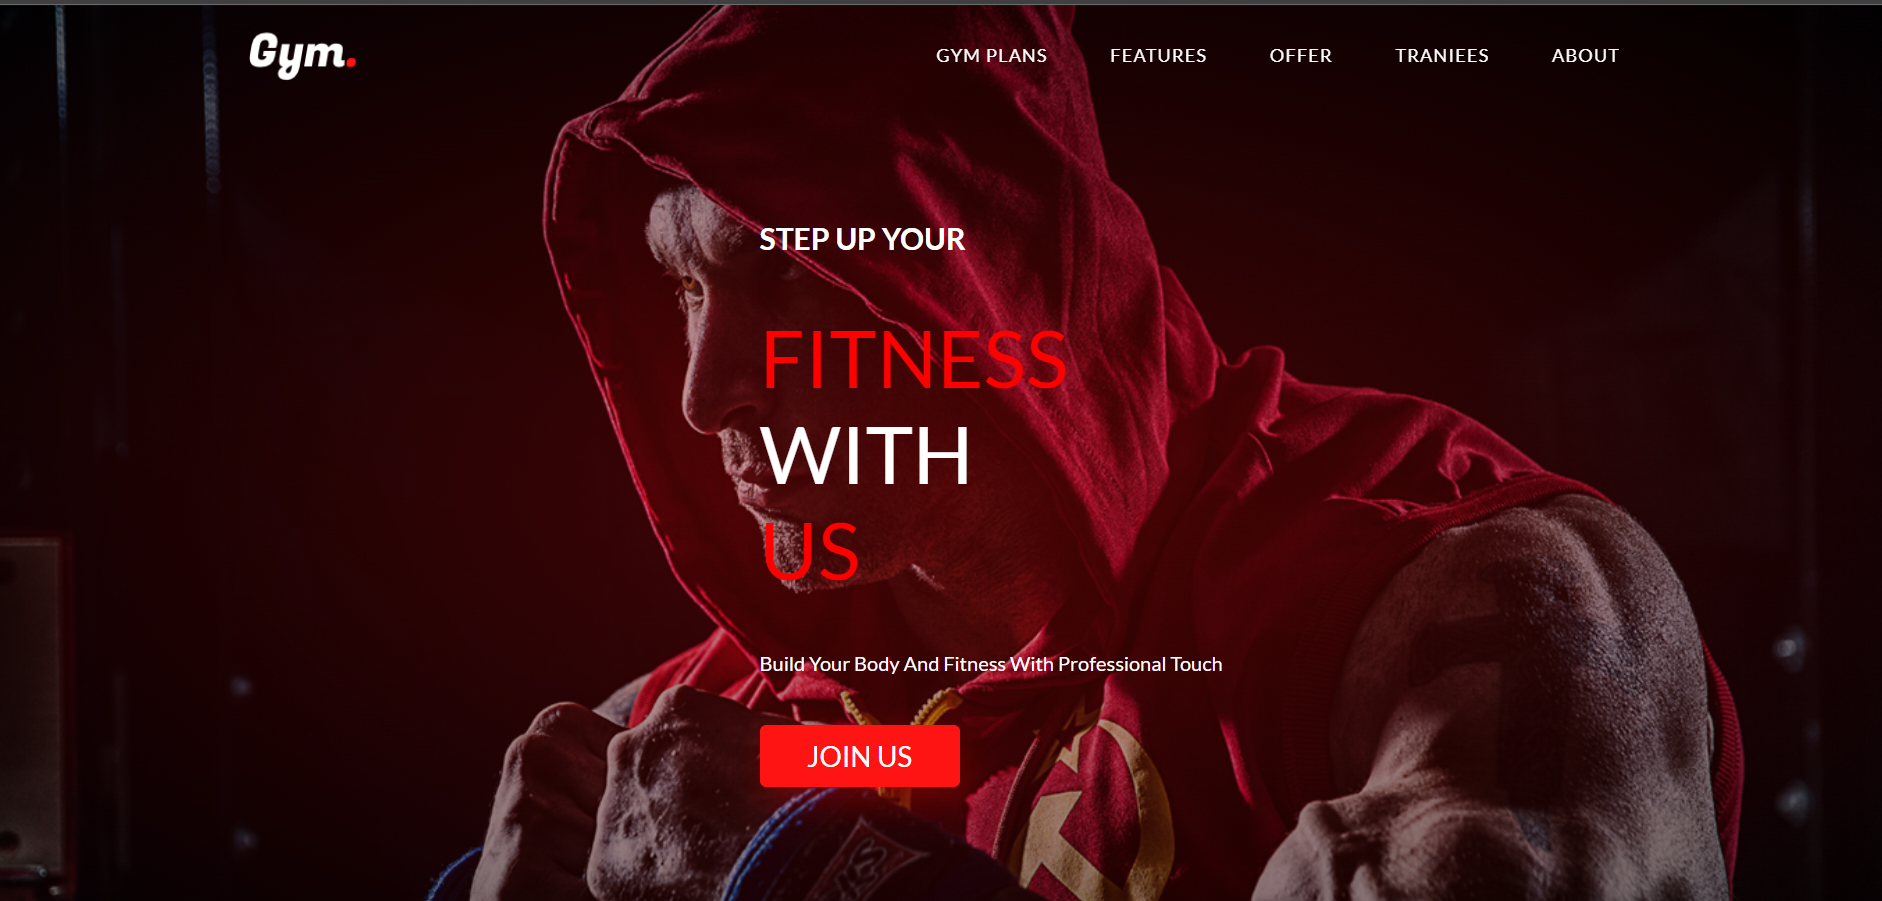 Gym.
GYM PLANS FEATURES OFFER TRANIEES ABOUT
STEP UP YOUR
FITNESS
WITH
US
Build Your Body And Fitness With Professional Touch
JOIN US